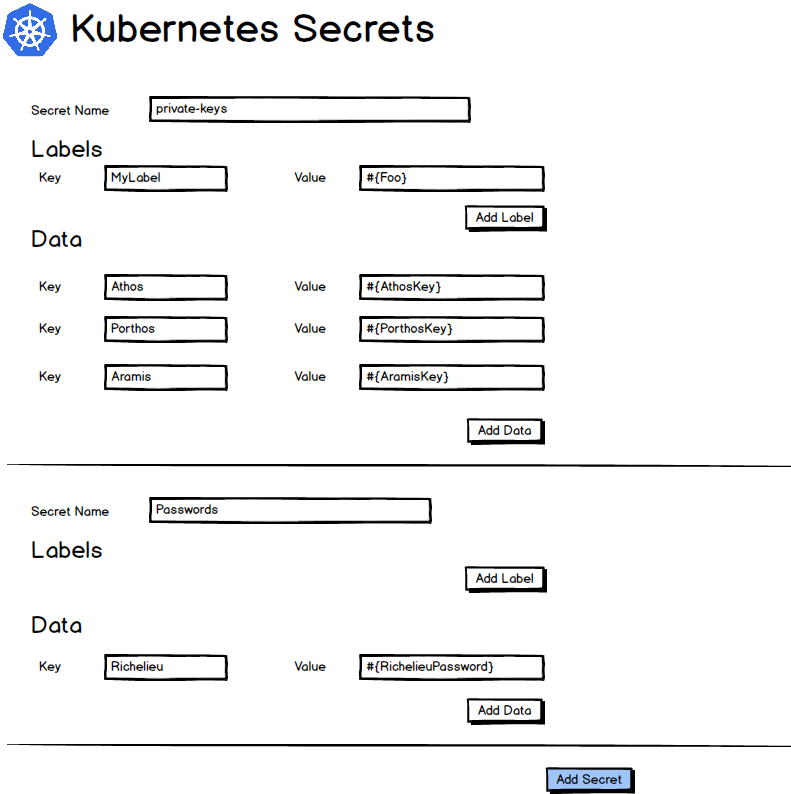 Kubernetes Secrets
Secret Name private-keys
Labels
Key MyLabel Value #{Foo}
Add Label
Data
Key Athos Value #{AthosKey}
Key Porthos Value #{PorthosKey}
Key Aramis Value #{AramisKey}
Add Data
Secret Name Passwords
Labels
Add Label
Data
Key Richelieu Value #{RichelieuPassword}
Add Data
Add Secret